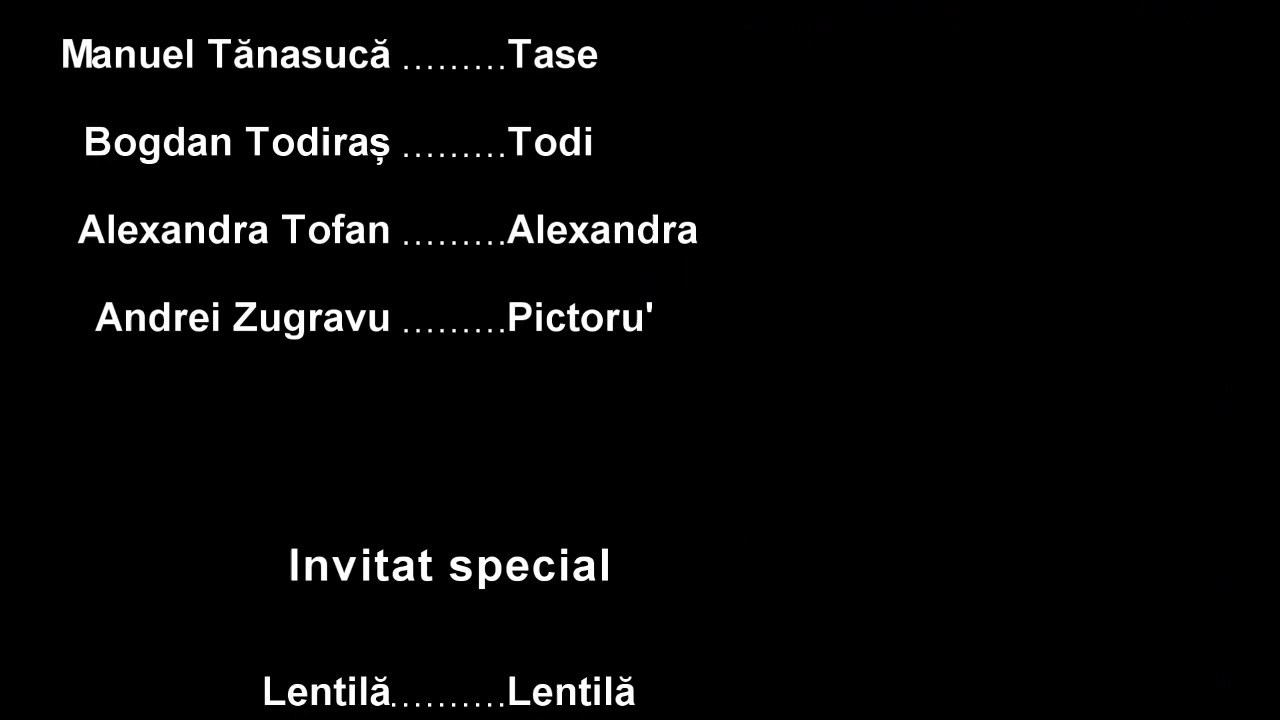 Manuel Tănasucă .........Tase
Bogdan Todiraș .........Todi
Alexandra Tofan .........Alexandra
Andrei Zugravu .........Pictoru'
Invitat special
Lentilă..........Lentilă